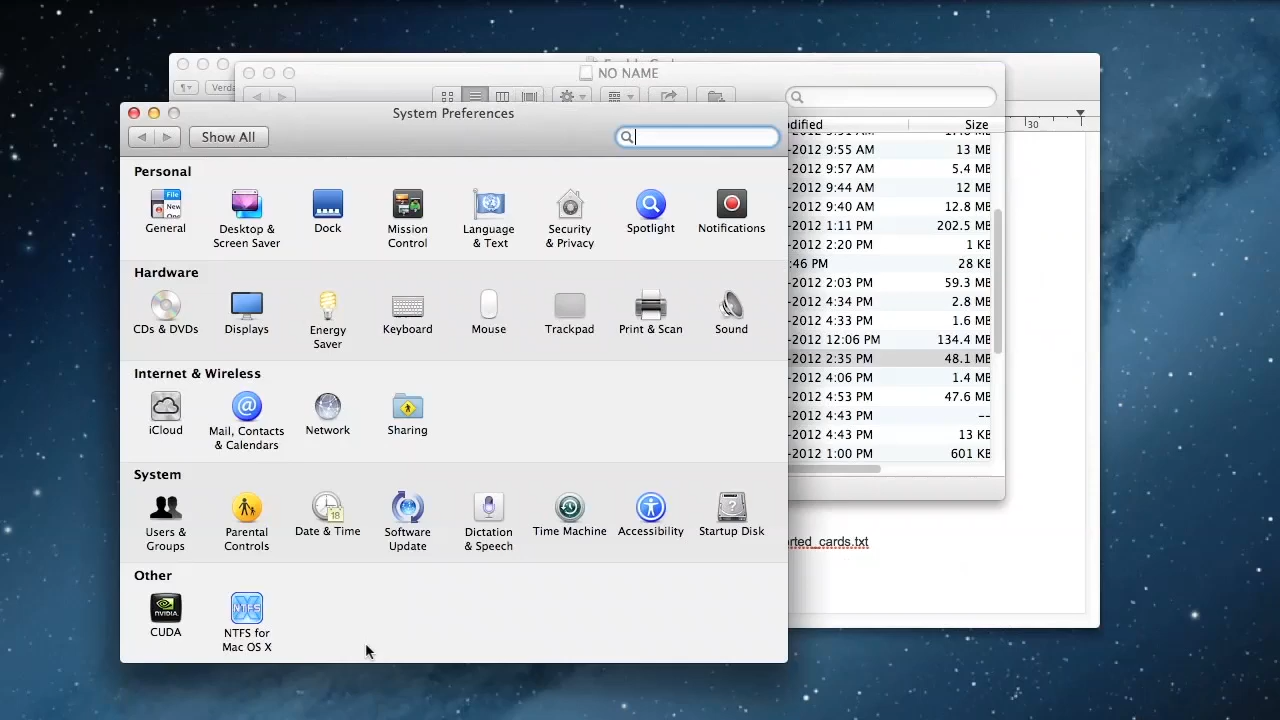 NO NAME
Verda
System Preferences
Show All
Personal
General
Desktop &
Screen Saver
Dock
Mission
Control
Language
& Text
Security
& Privacy
Spotlight
Notifications
Hardware
CDs & DVDs
Displays
Energy
Saver
Keyboard
Mouse
Trackpad
Print & Scan
Sound
Internet & Wireless
iCloud
Mail, Contacts
& Calendars
Network
Sharing
System
Users &
Groups
Parental
Controls
18
Date & Time
Software
Update
Dictation
& Speech
Time Machine
Accessibility
Startup Disk
Other
NVIDIA
CUDA
NTFS
NTFS for
Mac OS X
File
New
30
dified Size
-2012 9:55 AM 13 MB
-2012 9:57 AM 5.4 MB
-2012 9:44 AM 12 MB
-2012 9:40 AM 12.8 MB
-2012 1:11 PM 202.5 MB
-2012 2:20 PM 1 KB
:46 PM 28 KB
-2012 2:03 PM 59.3 MB
-2012 4:34 PM 2.8 MB
-2012 4:33 PM 1.6 MB
-2012 12:06 PM 134.4 MB
-2012 2:35 PM 48.1 MB
-2012 4:06 PM 1.4 MB
-2012 4:53 PM 47.6 MB
-2012 4:43 PM --
-2012 4:43 PM 13 KB
-2012 1:00 PM 601 KB
orted_cards.txt